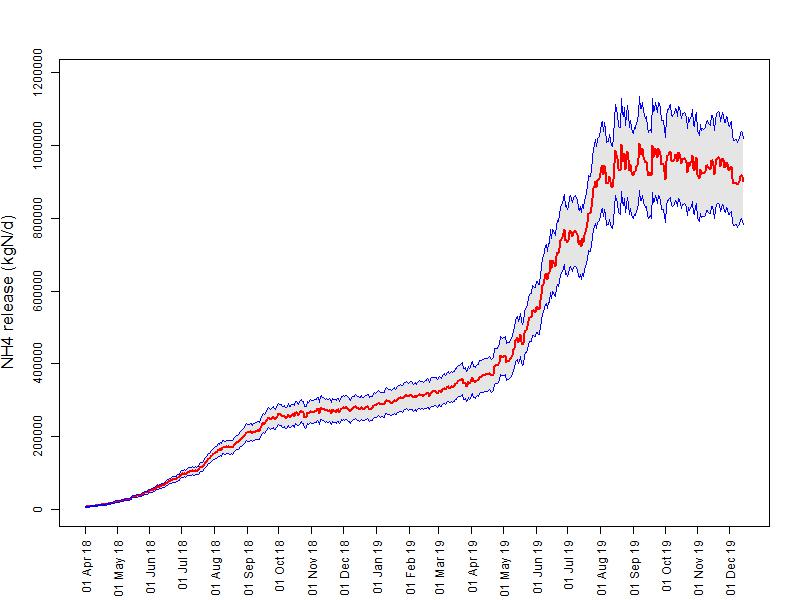 NH4 release (kgN/d)
1200000
1000000
800000
600000
400000
200000
0
01 Apr 18
01 May 18
01 Jun 18
01 Jul 18
01 Aug 18
01 Sep 18
01 Oct 18
01 Nov 18
01 Dec 18
01 Jan 19
01 Feb 19
01 Mar 19
01 Apr 19
01 May 19
01 Jun 19
01 Jul 19
01 Aug 19
01 Sep 19
01 Oct 19
01 Nov 19
01 Dec 19